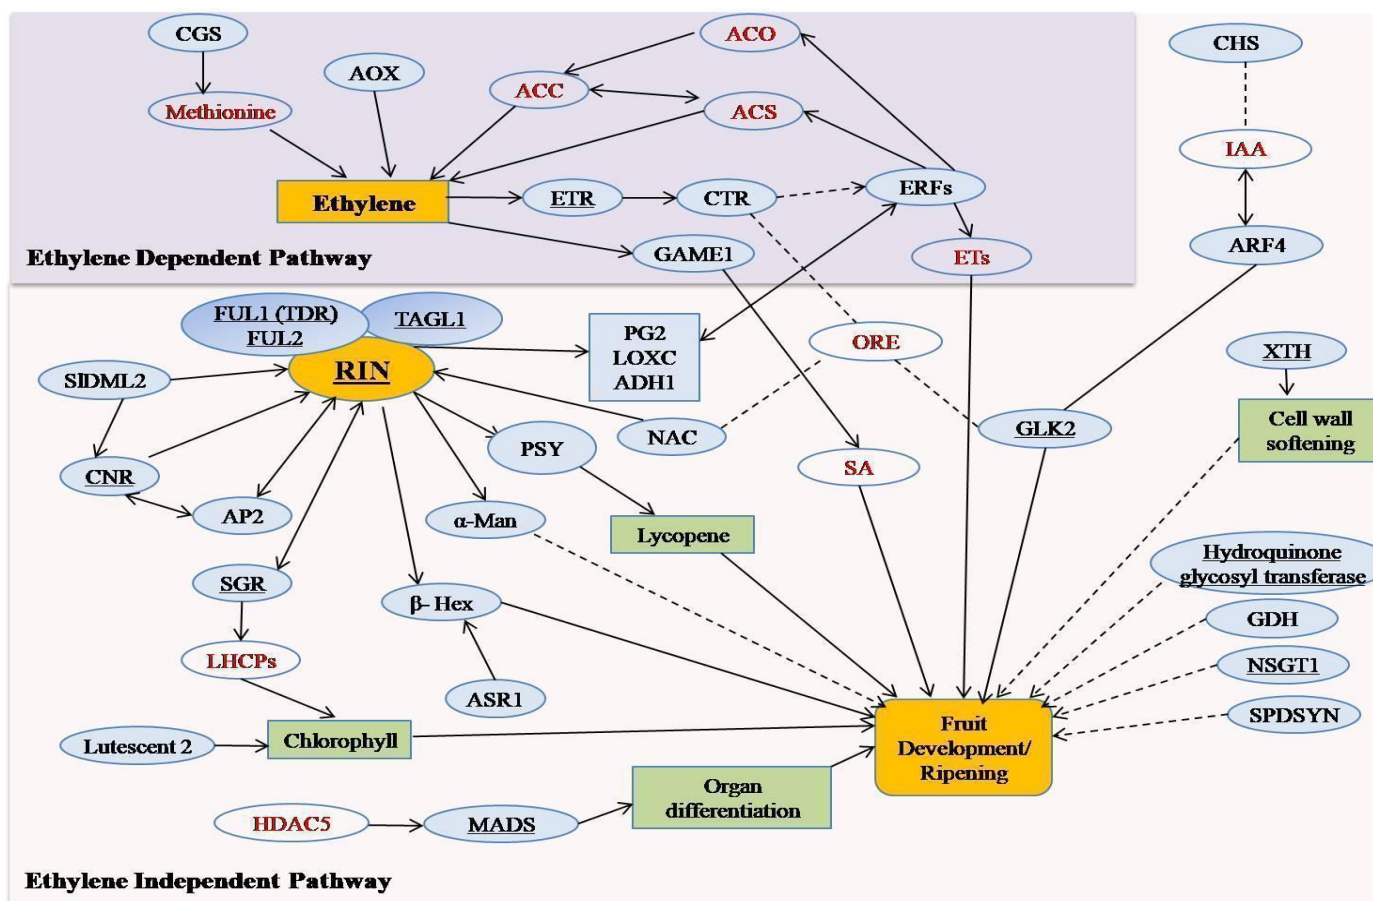 CGS
ACO
CHS
AOX
ACC
Methionine
ACS
IAA
Ethylene
ETR
CTR
ERFs
GAME1
ETs
ARF4
Ethylene Dependent Pathway
FUL1 (TDR)
FUL2
TAGL1
PG2
LOXC
ADH1
ORE
XTH
RIN
SlDML2
NAC
GLK2
Cell wall
softening
PSY
CNR
SA
AP2
α-Man
Lycopene
Hydroquinone
glycosyl transferase
SGR
β- Hex
GDH
LHCPs
NSGT1
ASR1
SPDSYN
Lutescent 2
Chlorophyll
Fruit
Development/
Ripening
Organ
differentiation
HDAC5
MADS
Ethylene Independent Pathway